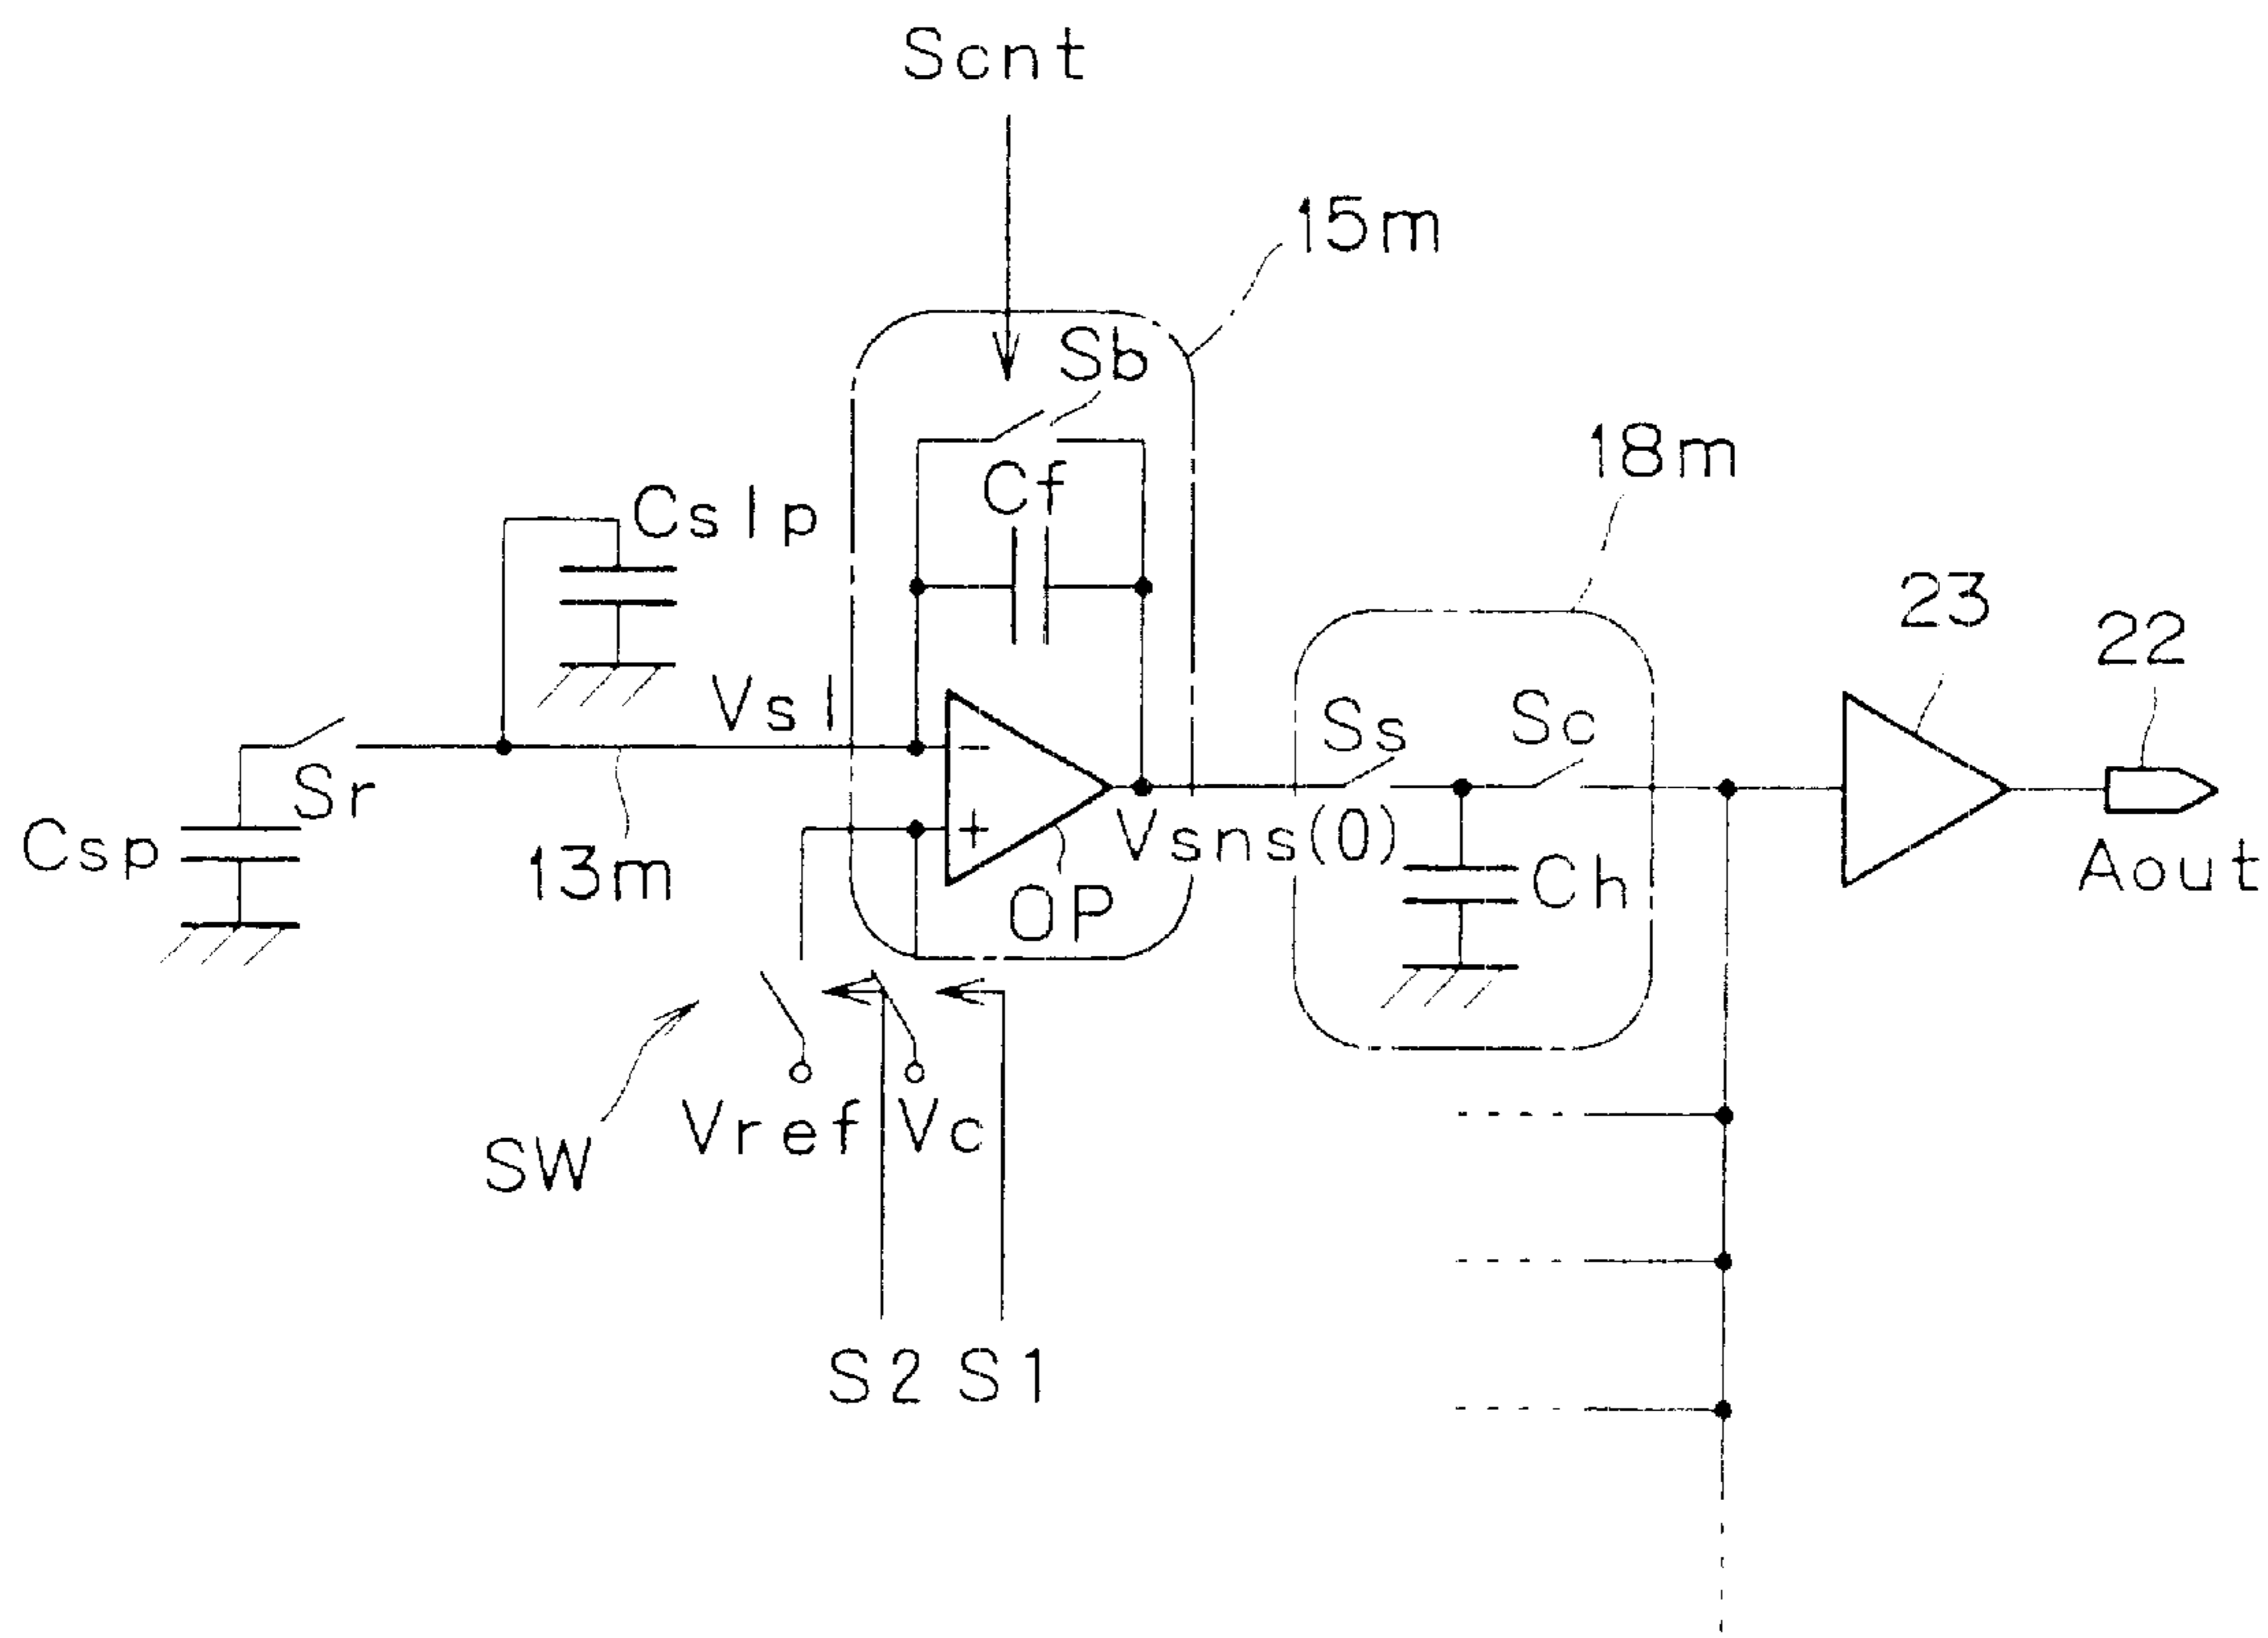 Scnt
15m
Sb
18m
Cf
Cslp
23
22
Vsl
Ss
Sc
−
Sr
Csp
13m
+
Vsns(0)
OP
Ch
Aout
Vref
Vc
SW
S2
S1